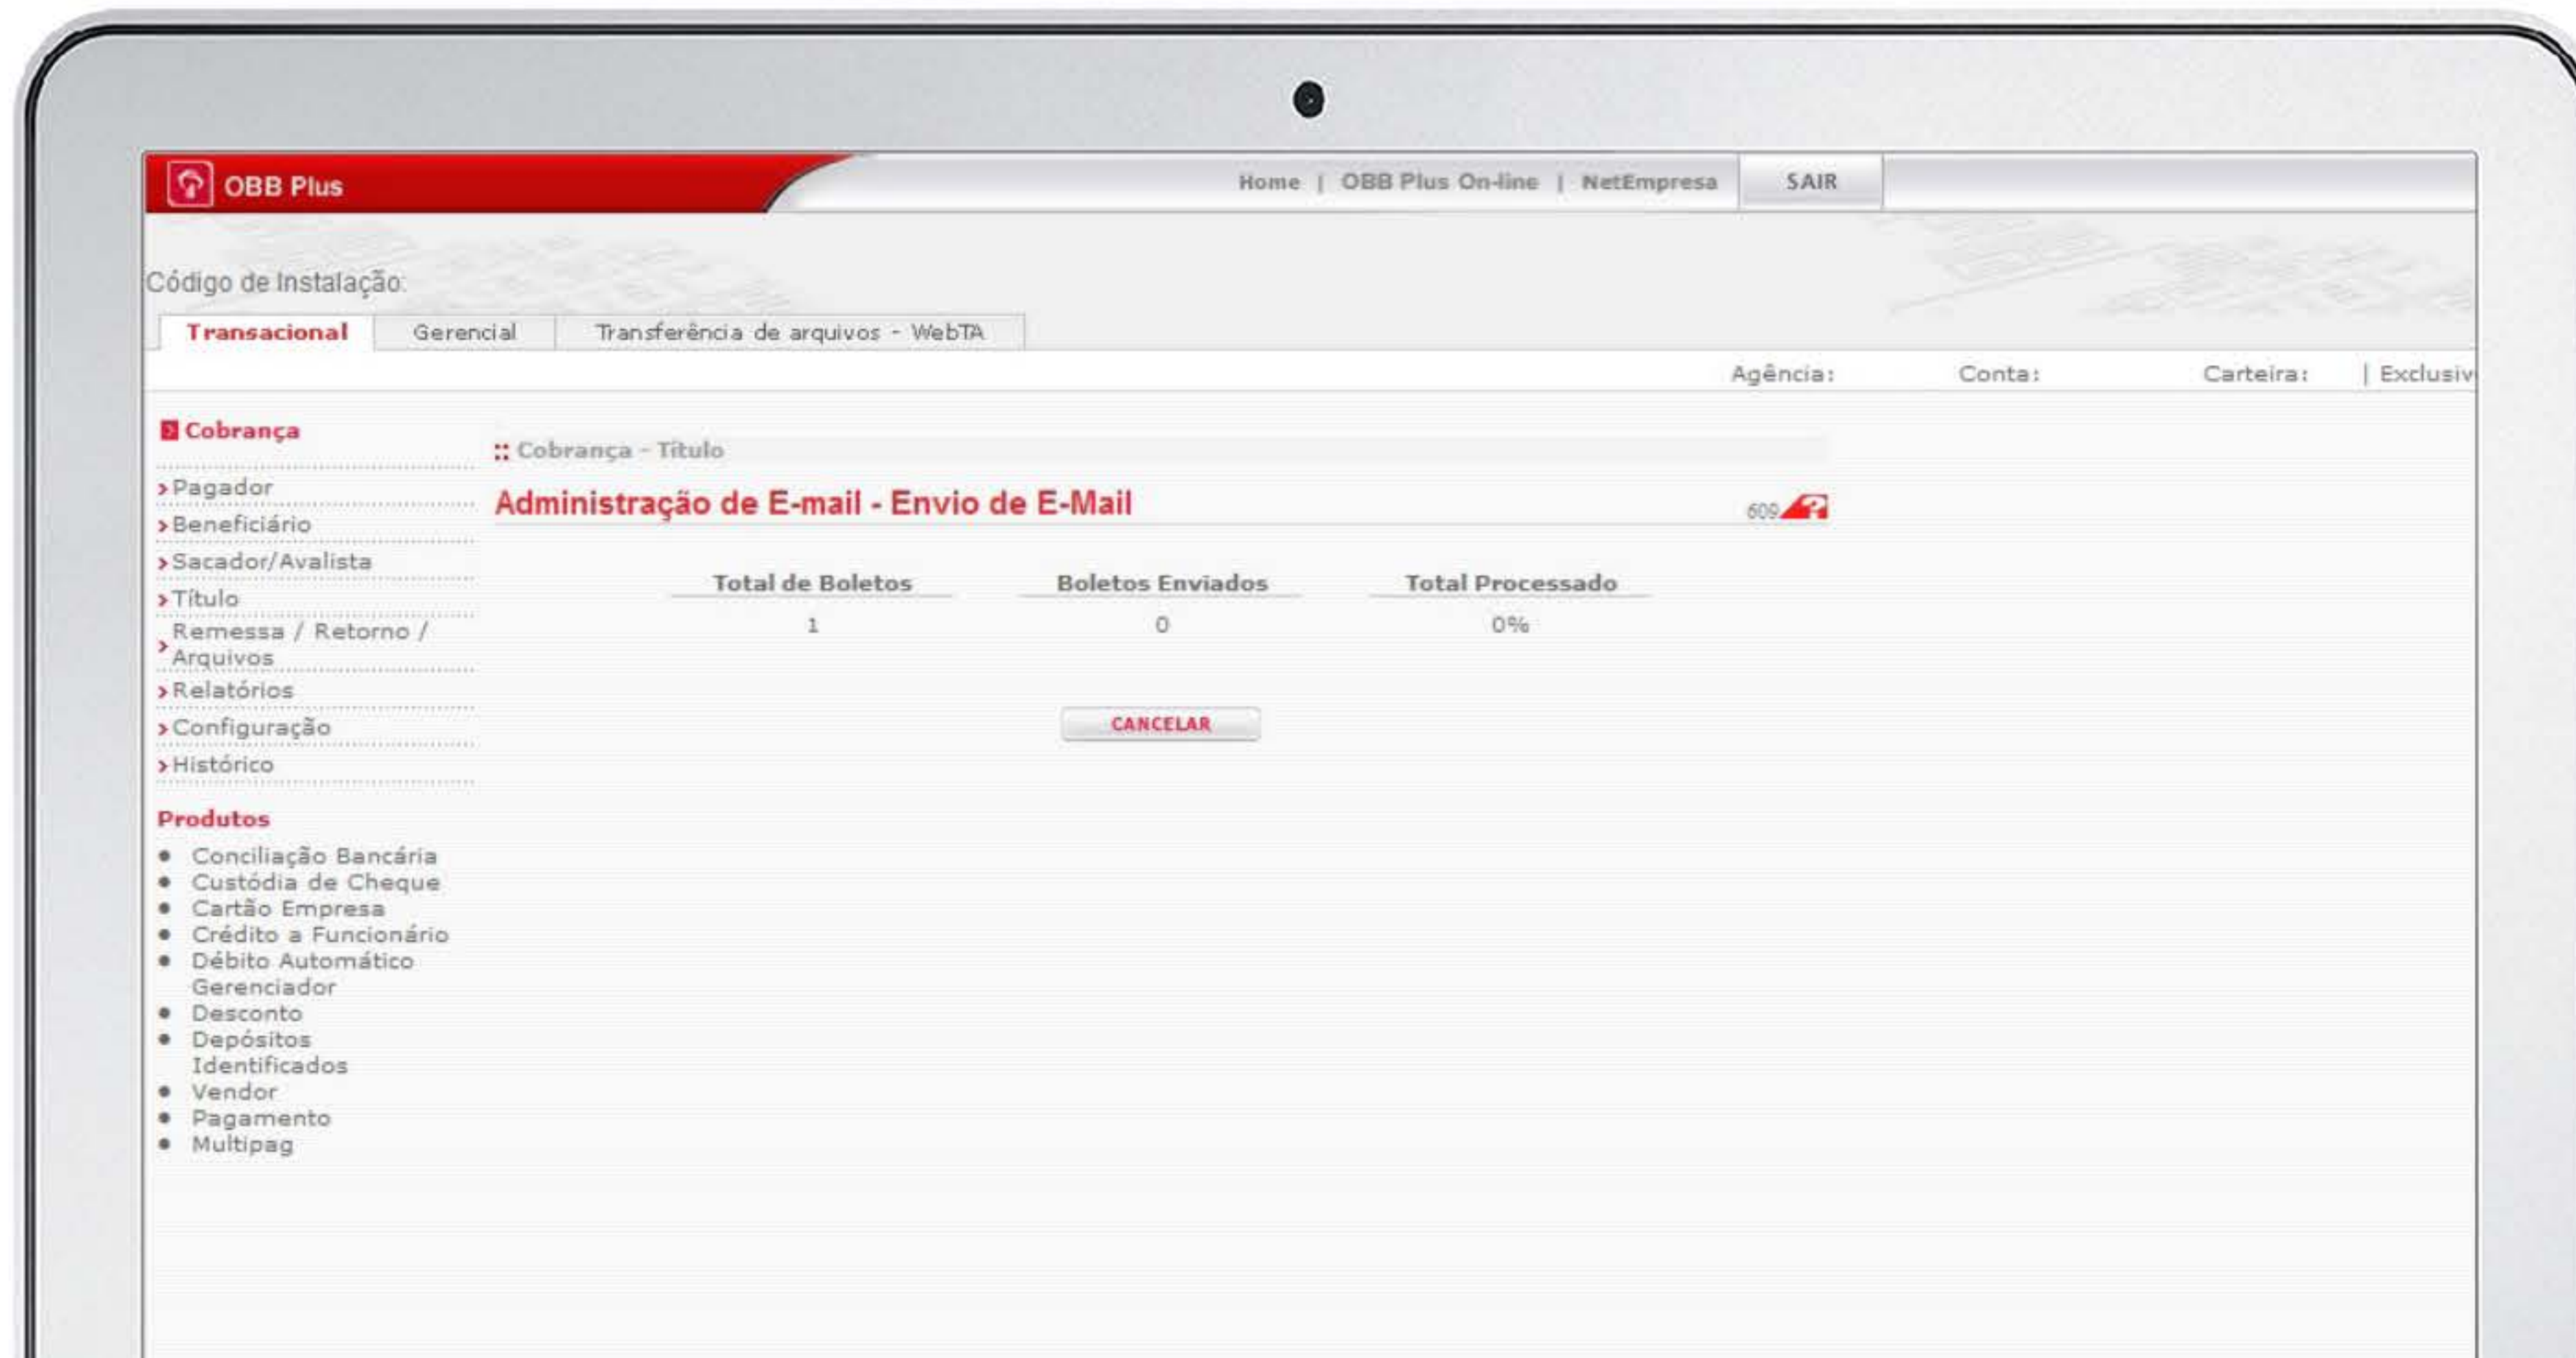 OBB Plus
Home | OBB Plus On-line | NetEmpresa
SAIR
Código de Instalação:
Transacional Gerencial Transferência de arquivos - WebTA
Agência: Conta: Carteira: | Exclusiv
Cobrança
Pagador
Beneficiário
Sacador/Avalista
Título
Remessa / Retorno /
Arquivos
Relatórios
Configuração
Histórico
Produtos
Conciliação Bancária
Custódia de Cheque
Cartão Empresa
Crédito a Funcionário
Débito Automático
Gerenciador
Desconto
Depósitos
Identificados
Vendor
Pagamento
Multipag
:: Cobrança - Título
Administração de E-mail - Envio de E-Mail
609 ?
Total de Boletos Boletos Enviados Total Processado
1 0 0%
CANCELAR